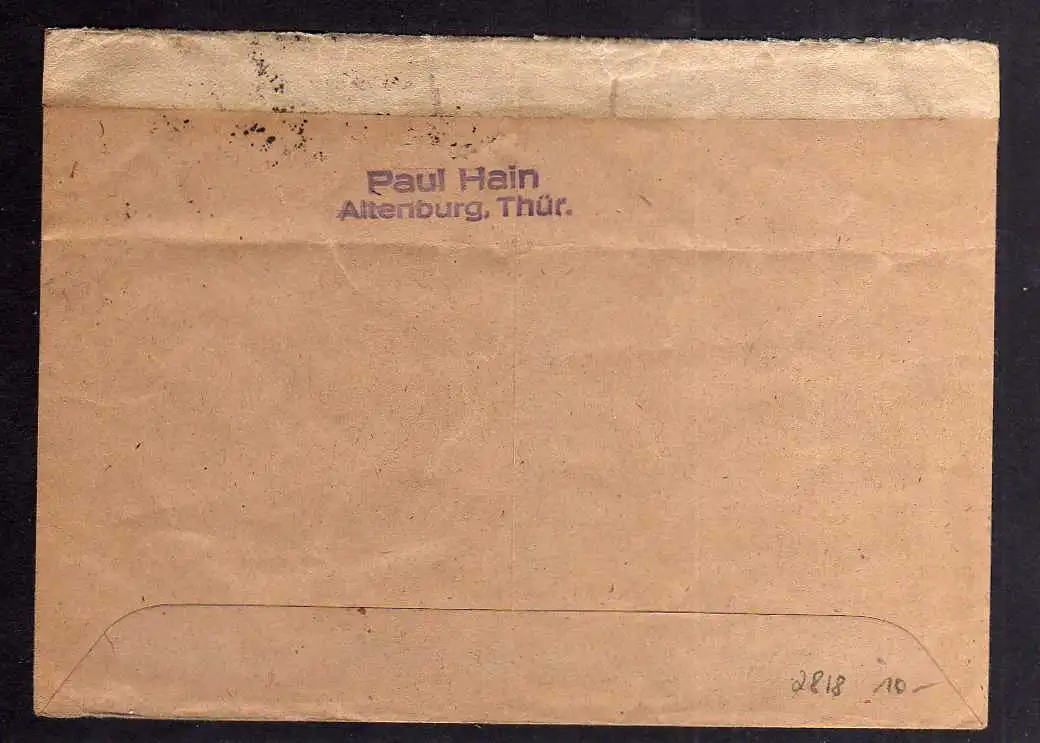 Paul Hain
Altenburg, Thür.
2818 10.-